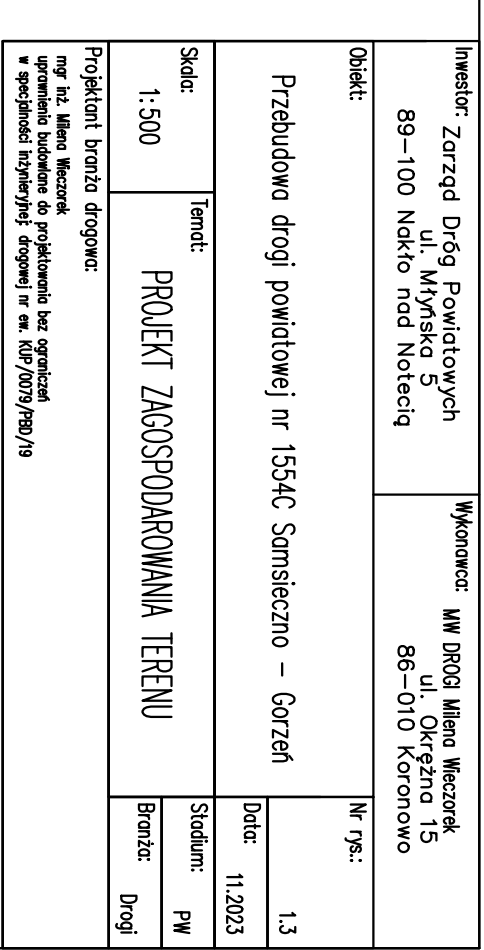 Inwestor: Zarząd Dróg Powiatowych
ul. Młyńska 5
89-100 Nakło nad Notecią
Wykonawca: MW DROGI Milena Wieczorek
ul. Okrężna 15
86-010 Koronowo
Obiekt:
Przebudowa drogi powiatowej nr 1554C Samsieczno - Gorzeń
Nr rys.:
1.3
Data:
11.2023
Skala:
1:500
Temat:
PROJEKT ZAGOSPODAROWANIA TERENU
Stadium:
PW
Branża:
Drogi
Projektant branża drogowa:
mgr inż. Milena Wieczorek
uprawnienia budowlane do projektowania bez ograniczeń
w specjalności inżynieryjnej drogowej nr ew. KUP/0079/PBD/19